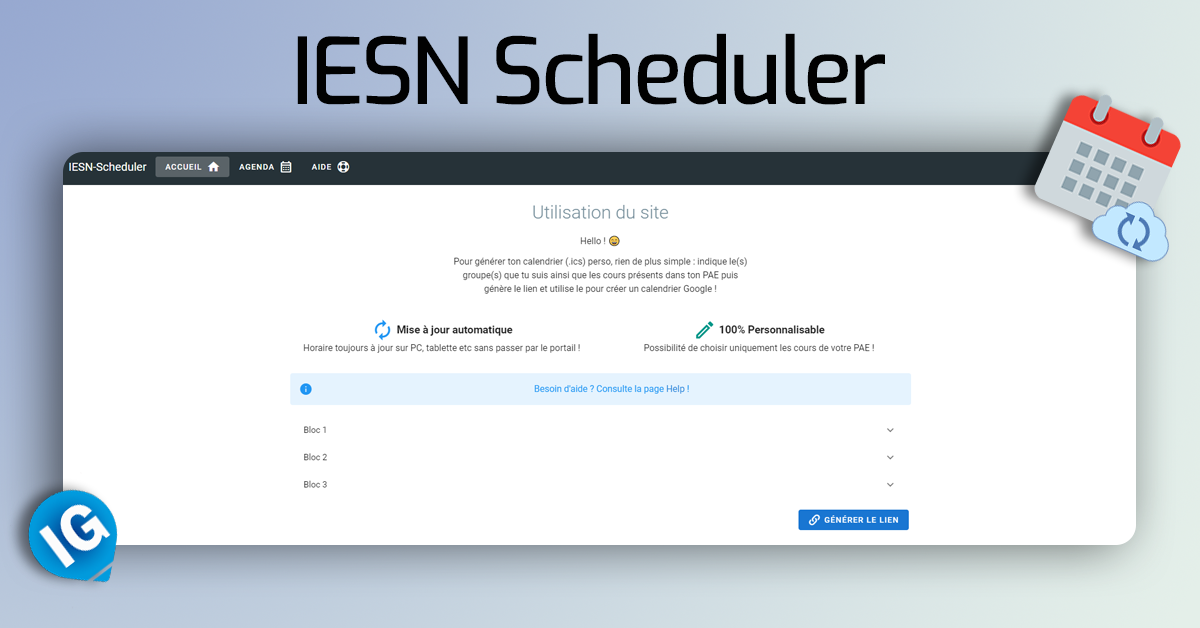 IESN Scheduler
IESN-Scheduler ACCUEIL AGENDA AIDE
Utilisation du site
Hello !
Pour générer ton calendrier (.ics) perso, rien de plus simple : indique le(s)
groupe(s) que tu suis ainsi que les cours présents dans ton PAE puis
génère le lien et utilise le pour créer un calendrier Google !
Mise à jour automatique
Horaire toujours à jour sur PC, tablette etc sans passer par le portail !
100% Personnalisable
Possibilité de choisir uniquement les cours de votre PAE !
Besoin d'aide ? Consulte la page Help !
Bloc 1
Bloc 2
Bloc 3
GÉNÉRER LE LIEN
IG